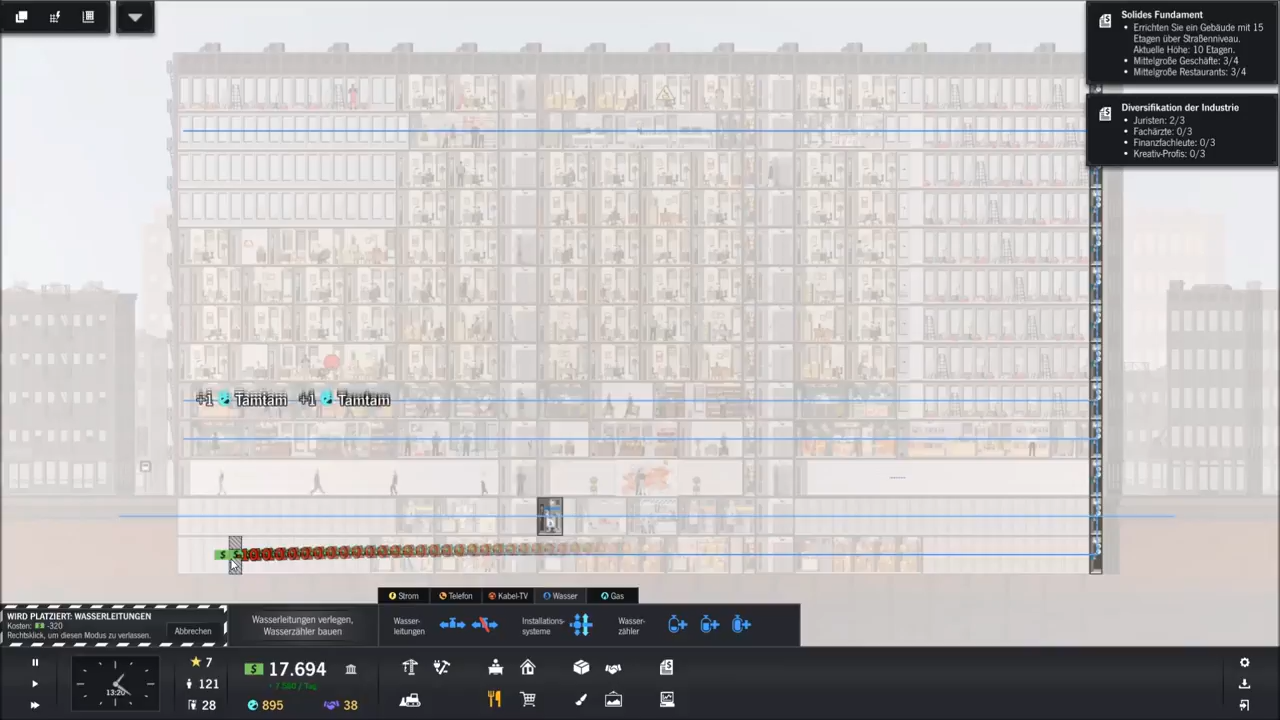 Solides Fundament
• Errichten Sie ein Gebäude mit 15
Etagen über Straßenniveau.
Aktuelle Höhe: 10 Etagen.
• Mittelgroße Geschäfte: 3/4
• Mittelgroße Restaurants: 3/4
Diversifikation der Industrie
• Juristen: 2/3
• Fachärzte: 0/3
• Finanzfachleute: 0/3
• Kreativ-Profis: 0/3
+1 Tamtam +1 Tamtam
Strom Telefon Kabel-TV Wasser Gas
WIRD PLATZIERT: WASSERLEITUNGEN
Kosten: -320
Rechtsklick, um diesen Modus zu verlassen.
Abbrechen
Wasserleitungen verlegen,
Wasserzähler bauen
Wasser-
leitungen
Installations-
systeme
Wasser-
zähler
13:20
7
121
28
17.694
895 38